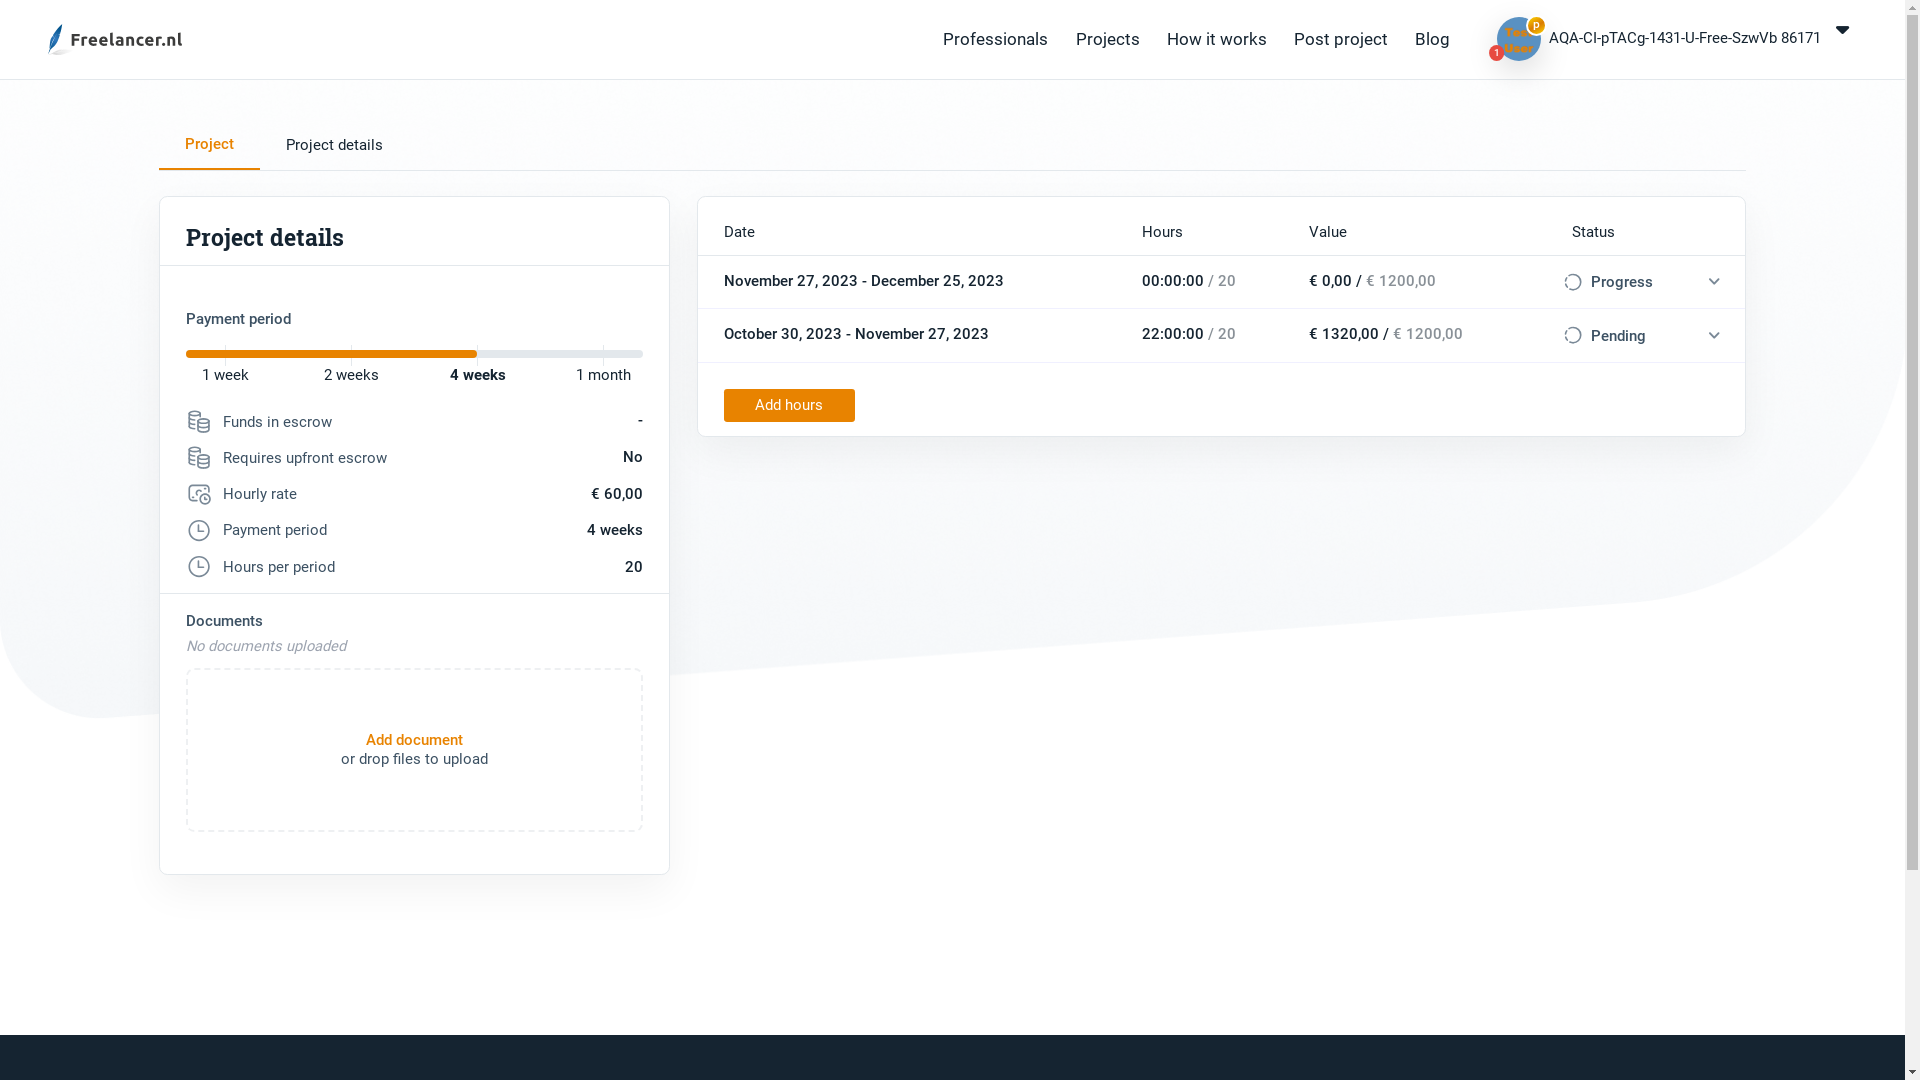 Freelancer.nl
Professionals Projects How it works Post project Blog
p
1
AQA-CI-pTACg-1431-U-Free-SzwVb 86171
Project Project details
Project details
Payment period
1 week 2 weeks 4 weeks 1 month
Funds in escrow -
Requires upfront escrow No
Hourly rate € 60,00
Payment period 4 weeks
Hours per period 20
Documents
No documents uploaded
Add document
or drop files to upload
Date Hours Value Status
November 27, 2023 - December 25, 2023 00:00:00 / 20 € 0,00 / € 1200,00 Progress
October 30, 2023 - November 27, 2023 22:00:00 / 20 € 1320,00 / € 1200,00 Pending
Add hours